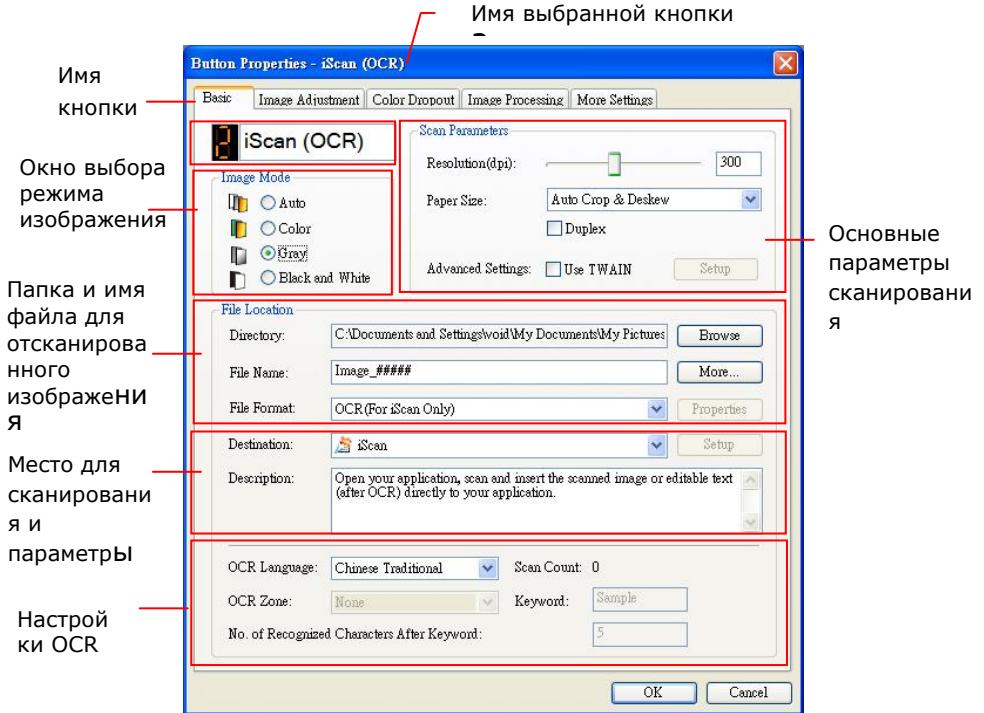 Имя выбранной кнопки
Button Properties - iScan (OCR)
Имя
кнопки
Basic Image Adjustment Color Dropout Image Processing More Settings
2 iScan (OCR)
Окно выбора
режима
изображения
Image Mode
Auto
Color
Gray
Black and White
Scan Parameters
Resolution(dpi): 300
Paper Size: Auto Crop & Deskew
Duplex
Advanced Settings: Use TWAIN Setup
Основные
параметры
сканировани
я
Папка и имя
файла для
отсканирова
нного
изображени
я
File Location
Directory: C:\Documents and Settings\void\My Documents\My Pictures Browse
File Name: Image_##### More...
File Format: OCR(For iScan Only) Properties
Место для
сканировани
я и
параметры
Destination: iScan Setup
Description: Open your application, scan and insert the scanned image or editable text
(after OCR) directly to your application.
Настрой
ки OCR
OCR Language: Chinese Traditional Scan Count: 0
OCR Zone: None Keyword: Sample
No. of Recognized Characters After Keyword: 5
OK Cancel